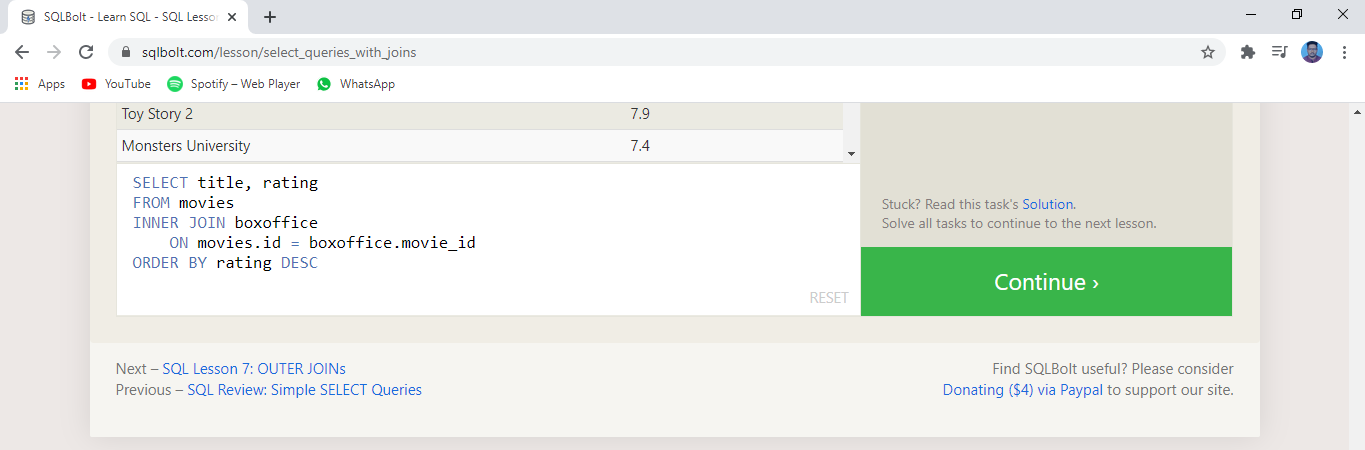 SQLBolt - Learn SQL - SQL Lesson
sqlbolt.com/lesson/select_queries_with_joins
Apps YouTube Spotify – Web Player WhatsApp
Toy Story 2 7.9
Monsters University 7.4
SELECT title, rating
FROM movies
INNER JOIN boxoffice
ON movies.id = boxoffice.movie_id
ORDER BY rating DESC
RESET
Stuck? Read this task's Solution.
Solve all tasks to continue to the next lesson.
Continue ›
Next – SQL Lesson 7: OUTER JOINs
Previous – SQL Review: Simple SELECT Queries
Find SQLBolt useful? Please consider
Donating ($4) via Paypal to support our site.